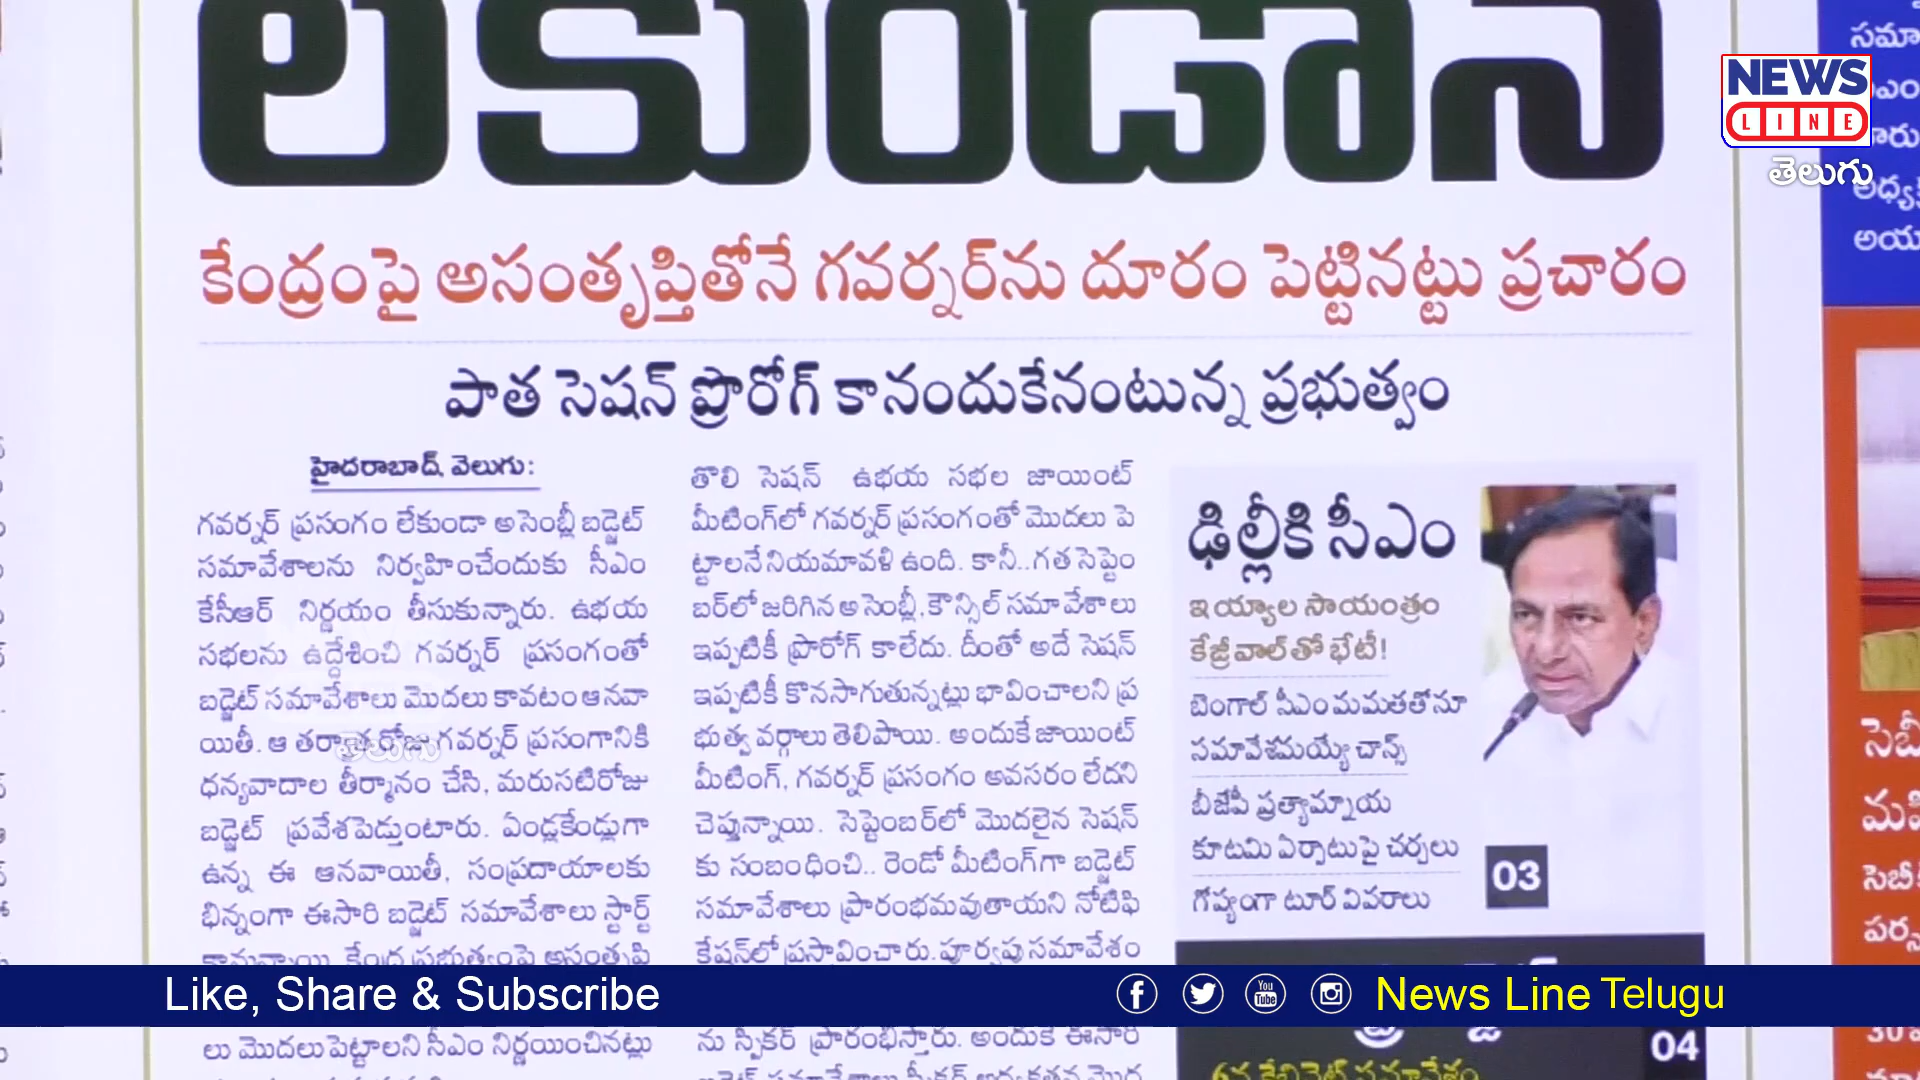 లేకుండానే
కేంద్రంపై అసంతృప్తితోనే గవర్నర్‌ను దూరం పెట్టినట్టు ప్రచారం
పాత సెషన్ ప్రొరోగ్ కానందుకేనంటున్న ప్రభుత్వం
హైదరాబాద్, వెలుగు:
గవర్నర్ ప్రసంగం లేకుండా అసెంబ్లీ బడ్జెట్
సమావేశాలను నిర్వహించేందుకు సీఎం
కేసీఆర్ నిర్ణయం తీసుకున్నారు. ఉభయ
సభలను ఉద్దేశించి గవర్నర్ ప్రసంగంతో
బడ్జెట్ సమావేశాలు మొదలు కావటం ఆనవా
యితీ. ఆ తర్వాత రోజు గవర్నర్ ప్రసంగానికి
ధన్యవాదాల తీర్మానం చేసి, మరుసటిరోజు
బడ్జెట్ ప్రవేశపెడ్తుంటారు. ఏండ్లకేండ్లుగా
ఉన్న ఈ ఆనవాయితీ, సంప్రదాయాలకు
భిన్నంగా ఈసారి బడ్జెట్ సమావేశాలు స్టార్ట్
కానున్నాయి. కేంద్ర ప్రభుత్వంపై అసంతృప్తి
లు మొదలుపెట్టాలని సీఎం నిర్ణయించినట్లు
తొలి సెషన్ ఉభయ సభల జాయింట్
మీటింగ్‌లో గవర్నర్ ప్రసంగంతో మొదలు పె
ట్టాలనే నియమావళి ఉంది. కానీ..గత సెప్టెం
బర్‌లో జరిగిన అసెంబ్లీ, కౌన్సిల్ సమావేశాలు
ఇప్పటికీ ప్రొరోగ్ కాలేదు. దీంతో అదే సెషన్
ఇప్పటికీ కొనసాగుతున్నట్లు భావించాలని ప్ర
భుత్వ వర్గాలు తెలిపాయి. అందుకే జాయింట్
మీటింగ్, గవర్నర్ ప్రసంగం అవసరం లేదని
చెప్తున్నాయి. సెప్టెంబర్‌లో మొదలైన సెషన్
కు సంబంధించి.. రెండో మీటింగ్‌గా బడ్జెట్
సమావేశాలు ప్రారంభమవుతాయని నోటిఫి
కేషన్‌లో ప్రస్తావించారు. పూర్వపు సమావేశం
ను స్పీకర్ ప్రారంభిస్తారు. అందుకే ఈసారి
ఢిల్లీకి సీఎం
ఇయ్యాల సాయంత్రం
కేజ్రీవాల్‌తో భేటీ!
బెంగాల్ సీఎం మమతతోనూ
సమావేశమయ్యే చాన్స్
బీజేపీ ప్రత్యామ్నాయ
కూటమి ఏర్పాటుపై చర్చలు
గోప్యంగా టూర్ వివరాలు
03
04
NEWS
LINE
తెలుగు
తెలుగు
Like, Share & Subscribe
You
Tube
News Line Telugu